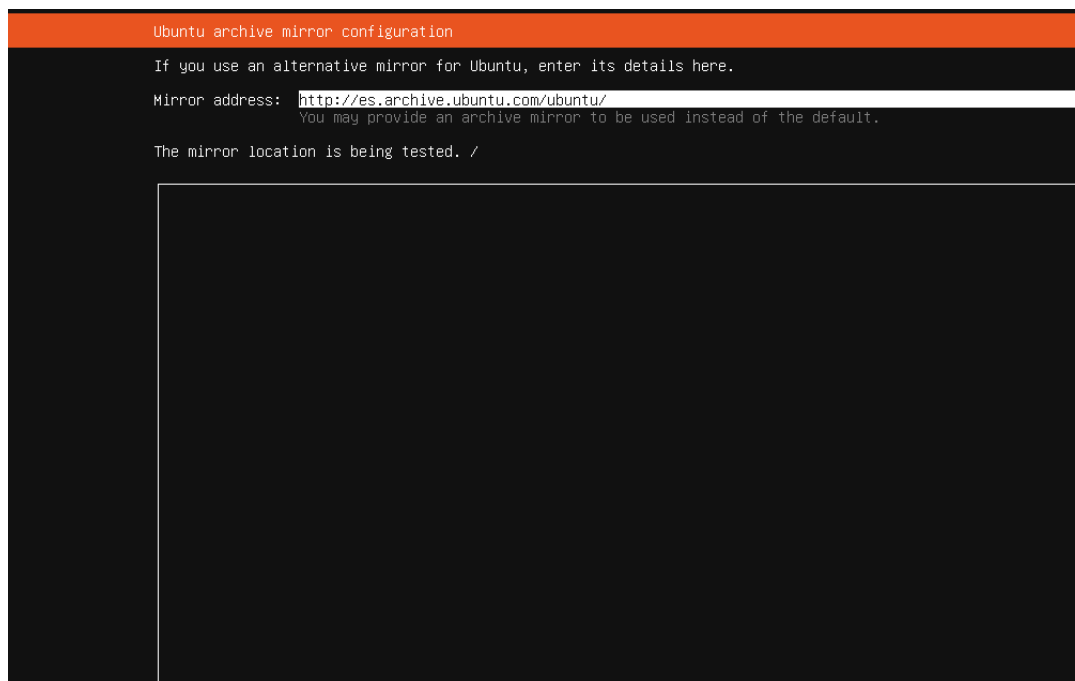 Ubuntu archive mirror configuration
If you use an alternative mirror for Ubuntu, enter its details here.
Mirror address: http://es.archive.ubuntu.com/ubuntu/
You may provide an archive mirror to be used instead of the default.
The mirror location is being tested. /